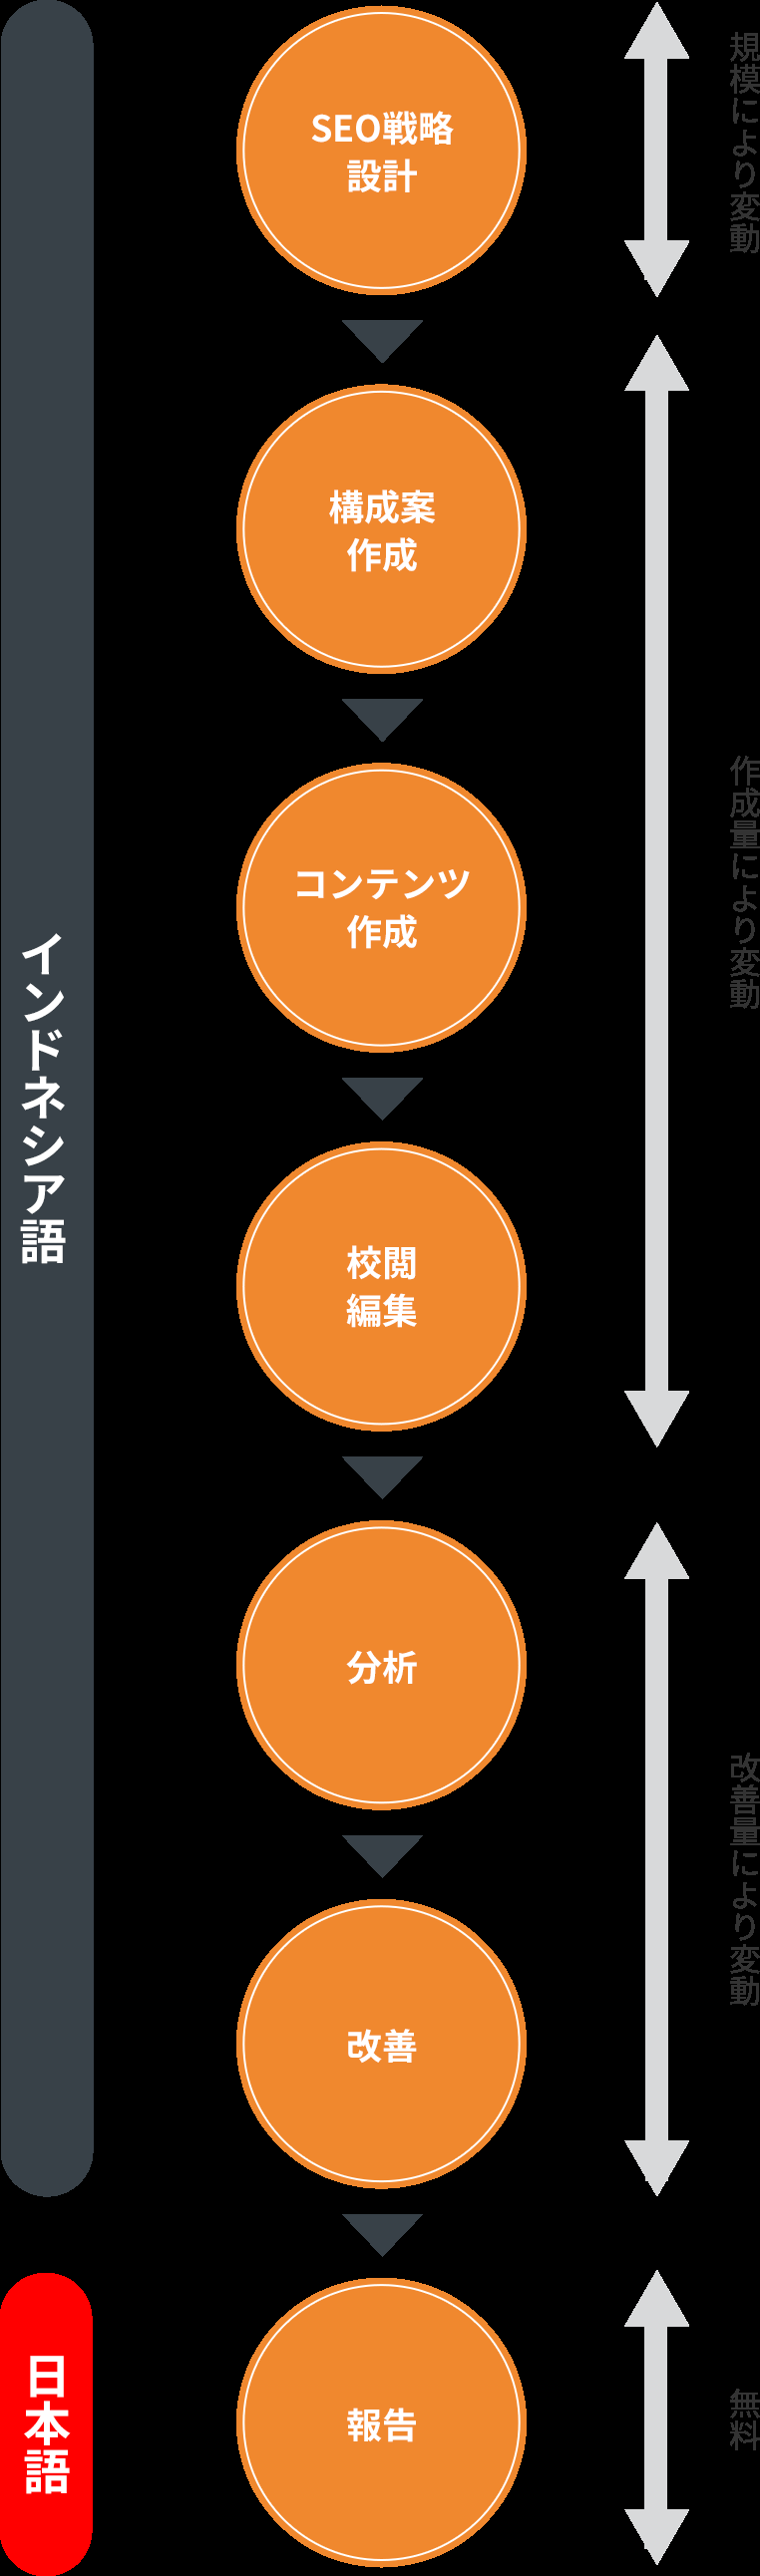 インドネシア語
SEO戦略
設計
規模により変動
構成案
作成
コンテンツ
作成
校閲
編集
作成量により変動
分析
改善
改善量により変動
日本語
報告
無料